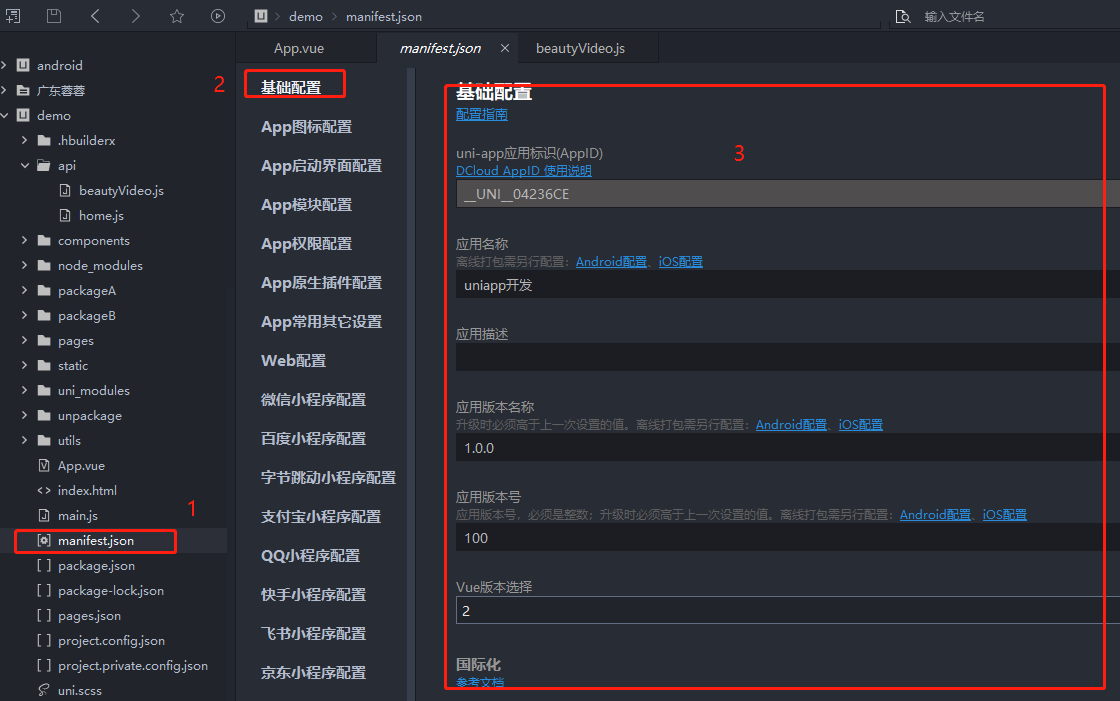 demo
manifest.json
输入文件名
App.vue
manifest.json
beautyVideo.js
android
广东蓉蓉
demo
.hbuilderx
api
beautyVideo.js
home.js
components
node_modules
packageA
packageB
pages
static
uni_modules
unpackage
utils
App.vue
index.html
main.js
1
manifest.json
package.json
package-lock.json
pages.json
project.config.json
project.private.config.json
uni.scss
2
基础配置
App图标配置
App启动界面配置
App模块配置
App权限配置
App原生插件配置
App常用其它设置
Web配置
微信小程序配置
百度小程序配置
字节跳动小程序配置
支付宝小程序配置
QQ小程序配置
快手小程序配置
飞书小程序配置
京东小程序配置
基础配置
配置指南
3
uni-app应用标识(AppID)
DCloud AppID 使用说明
__UNI__04236CE
应用名称
离线打包需另行配置：Android配置、iOS配置
uniapp开发
应用描述
应用版本名称
升级时必须高于上一次设置的值。离线打包需另行配置：Android配置、iOS配置
1.0.0
应用版本号
应用版本号，必须是整数；升级时必须高于上一次设置的值。离线打包需另行配置：Android配置、iOS配置
100
Vue版本选择
2
国际化
参考文档